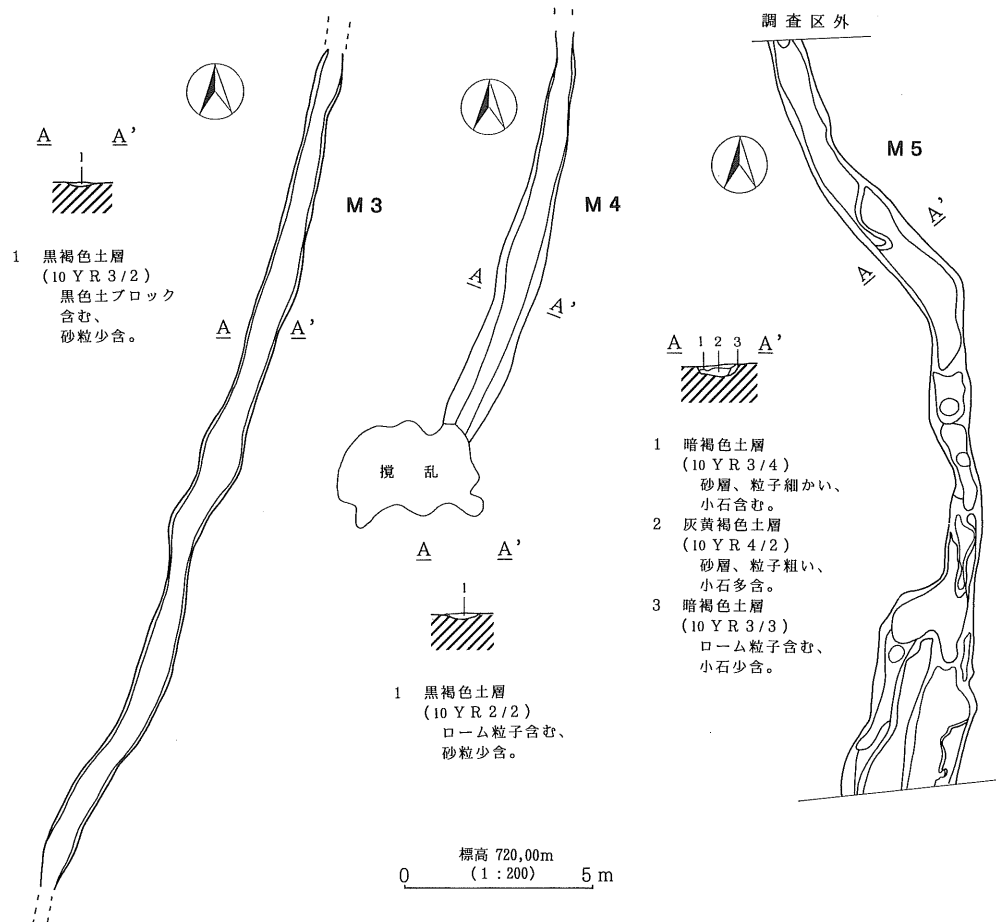 調査区外
A A'
1
M3
1 黒褐色土層
(10YR3/2)
黒色土ブロック
含む、
砂粒少含。
A A'
M4
A
A'
攪乱
A A'
1
1 黒褐色土層
(10YR2/2)
ローム粒子含む、
砂粒少含。
M5
A'
A
A 1 2 3 A'
1 暗褐色土層
(10YR3/4)
砂層、粒子細かい、
小石含む。
2 灰黄褐色土層
(10YR4/2)
砂層、粒子粗い、
小石多含。
3 暗褐色土層
(10YR3/3)
ローム粒子含む、
小石少含。
標高 720,00m
(1:200)
0 5m